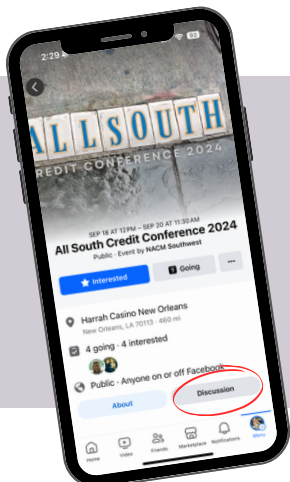 2:29
93
ALLSOUTH
CREDIT CONFERENCE 2024
SEP 18 AT 12PM – SEP 20 AT 11:30AM
All South Credit Conference 2024
Public · Event by NACM Southwest
Interested
Going
Harrah Casino New Orleans
New Orleans, LA 70113 · 460 mi
4 going · 4 interested
Public · Anyone on or off Facebook
About
Discussion
Home
Video
Friends
Marketplace
Notifications
Menu